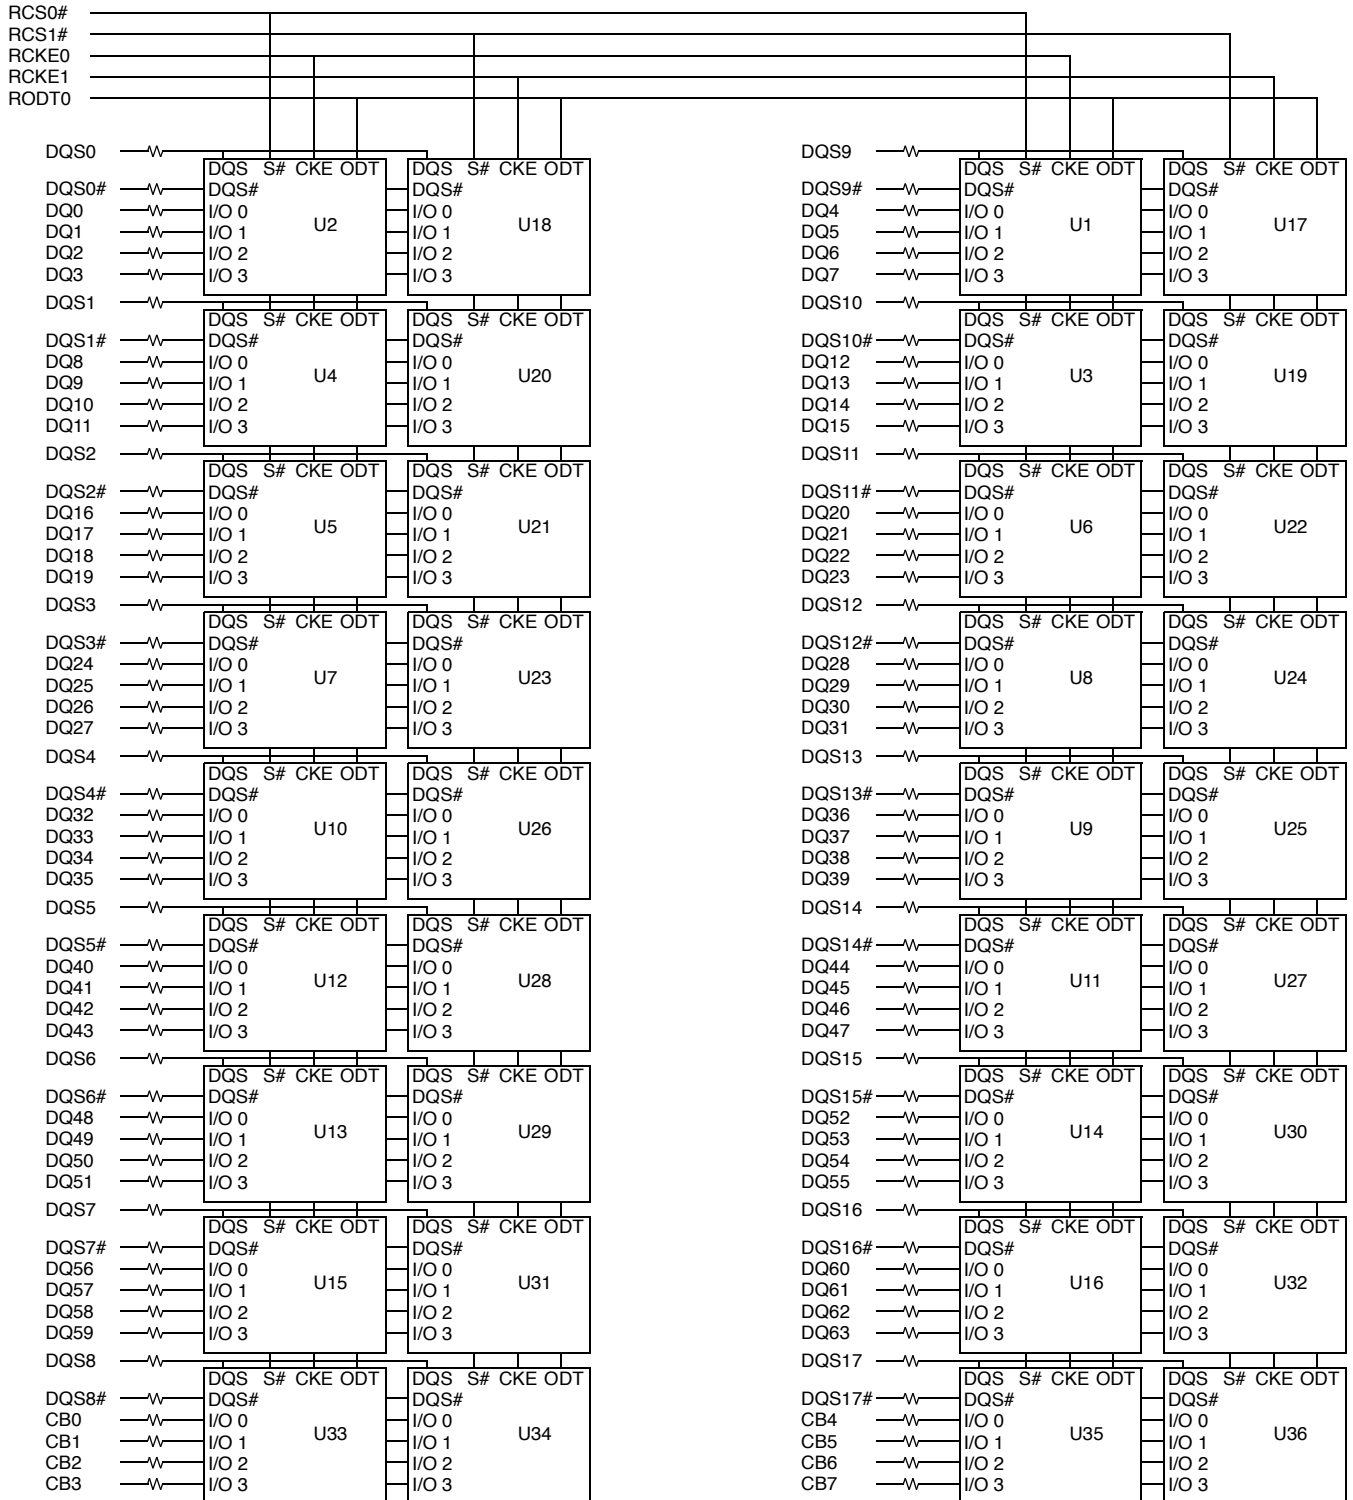 RCS0#
RCS1#
RCKE0
RCKE1
RODT0
DQS0 DQS9
DQS S# CKE ODT DQS S# CKE ODT DQS S# CKE ODT DQS S# CKE ODT
DQS0# DQS# DQS# DQS9# DQS# DQS#
DQ0 I/O 0 U2 I/O 0 U18 DQ4 I/O 0 U1 I/O 0 U17
DQ1 I/O 1 I/O 1 DQ5 I/O 1 I/O 1
DQ2 I/O 2 I/O 2 DQ6 I/O 2 I/O 2
DQ3 I/O 3 I/O 3 DQ7 I/O 3 I/O 3
DQS1 DQS10
DQS S# CKE ODT DQS S# CKE ODT DQS S# CKE ODT DQS S# CKE ODT
DQS1# DQS# DQS# DQS10# DQS# DQS#
DQ8 I/O 0 U4 I/O 0 U20 DQ12 I/O 0 U3 I/O 0 U19
DQ9 I/O 1 I/O 1 DQ13 I/O 1 I/O 1
DQ10 I/O 2 I/O 2 DQ14 I/O 2 I/O 2
DQ11 I/O 3 I/O 3 DQ15 I/O 3 I/O 3
DQS2 DQS11
DQS S# CKE ODT DQS S# CKE ODT DQS S# CKE ODT DQS S# CKE ODT
DQS2# DQS# DQS# DQS11# DQS# DQS#
DQ16 I/O 0 U5 I/O 0 U21 DQ20 I/O 0 U6 I/O 0 U22
DQ17 I/O 1 I/O 1 DQ21 I/O 1 I/O 1
DQ18 I/O 2 I/O 2 DQ22 I/O 2 I/O 2
DQ19 I/O 3 I/O 3 DQ23 I/O 3 I/O 3
DQS3 DQS12
DQS S# CKE ODT DQS S# CKE ODT DQS S# CKE ODT DQS S# CKE ODT
DQS3# DQS# DQS# DQS12# DQS# DQS#
DQ24 I/O 0 U7 I/O 0 U23 DQ28 I/O 0 U8 I/O 0 U24
DQ25 I/O 1 I/O 1 DQ29 I/O 1 I/O 1
DQ26 I/O 2 I/O 2 DQ30 I/O 2 I/O 2
DQ27 I/O 3 I/O 3 DQ31 I/O 3 I/O 3
DQS4 DQS13
DQS S# CKE ODT DQS S# CKE ODT DQS S# CKE ODT DQS S# CKE ODT
DQS4# DQS# DQS# DQS13# DQS# DQS#
DQ32 I/O 0 U10 I/O 0 U26 DQ36 I/O 0 U9 I/O 0 U25
DQ33 I/O 1 I/O 1 DQ37 I/O 1 I/O 1
DQ34 I/O 2 I/O 2 DQ38 I/O 2 I/O 2
DQ35 I/O 3 I/O 3 DQ39 I/O 3 I/O 3
DQS5 DQS14
DQS S# CKE ODT DQS S# CKE ODT DQS S# CKE ODT DQS S# CKE ODT
DQS5# DQS# DQS# DQS14# DQS# DQS#
DQ40 I/O 0 U12 I/O 0 U28 DQ44 I/O 0 U11 I/O 0 U27
DQ41 I/O 1 I/O 1 DQ45 I/O 1 I/O 1
DQ42 I/O 2 I/O 2 DQ46 I/O 2 I/O 2
DQ43 I/O 3 I/O 3 DQ47 I/O 3 I/O 3
DQS6 DQS15
DQS S# CKE ODT DQS S# CKE ODT DQS S# CKE ODT DQS S# CKE ODT
DQS6# DQS# DQS# DQS15# DQS# DQS#
DQ48 I/O 0 U13 I/O 0 U29 DQ52 I/O 0 U14 I/O 0 U30
DQ49 I/O 1 I/O 1 DQ53 I/O 1 I/O 1
DQ50 I/O 2 I/O 2 DQ54 I/O 2 I/O 2
DQ51 I/O 3 I/O 3 DQ55 I/O 3 I/O 3
DQS7 DQS16
DQS S# CKE ODT DQS S# CKE ODT DQS S# CKE ODT DQS S# CKE ODT
DQS7# DQS# DQS# DQS16# DQS# DQS#
DQ56 I/O 0 U15 I/O 0 U31 DQ60 I/O 0 U16 I/O 0 U32
DQ57 I/O 1 I/O 1 DQ61 I/O 1 I/O 1
DQ58 I/O 2 I/O 2 DQ62 I/O 2 I/O 2
DQ59 I/O 3 I/O 3 DQ63 I/O 3 I/O 3
DQS8 DQS17
DQS S# CKE ODT DQS S# CKE ODT DQS S# CKE ODT DQS S# CKE ODT
DQS8# DQS# DQS# DQS17# DQS# DQS#
CB0 I/O 0 U33 I/O 0 U34 CB4 I/O 0 U35 I/O 0 U36
CB1 I/O 1 I/O 1 CB5 I/O 1 I/O 1
CB2 I/O 2 I/O 2 CB6 I/O 2 I/O 2
CB3 I/O 3 I/O 3 CB7 I/O 3 I/O 3